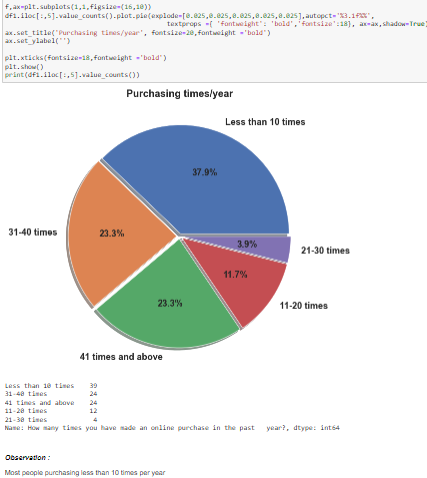 f,ax=plt.subplots(1,1,figsize=(16,10))
df1.iloc[:,5].value_counts().plot.pie(explode=[0.025,0.025,0.025,0.025,0.025],autopct='%3.1f%%',
textprops ={ 'fontweight': 'bold','fontsize':18}, ax=ax,shadow=True)
ax.set_title('Purchasing times/year', fontsize=20,fontweight ='bold')
ax.set_ylabel('')
plt.xticks(fontsize=18,fontweight ='bold')
plt.show()
print(df1.iloc[:,5].value_counts())
Purchasing times/year
Less than 10 times
37.9%
31-40 times
23.3%
3.9%
21-30 times
11.7%
23.3%
11-20 times
41 times and above
Less than 10 times 39
31-40 times 24
41 times and above 24
11-20 times 12
21-30 times 4
Name: How many times you have made an online purchase in the past year?, dtype: int64
Observation :
Most people purchasing less than 10 times per year